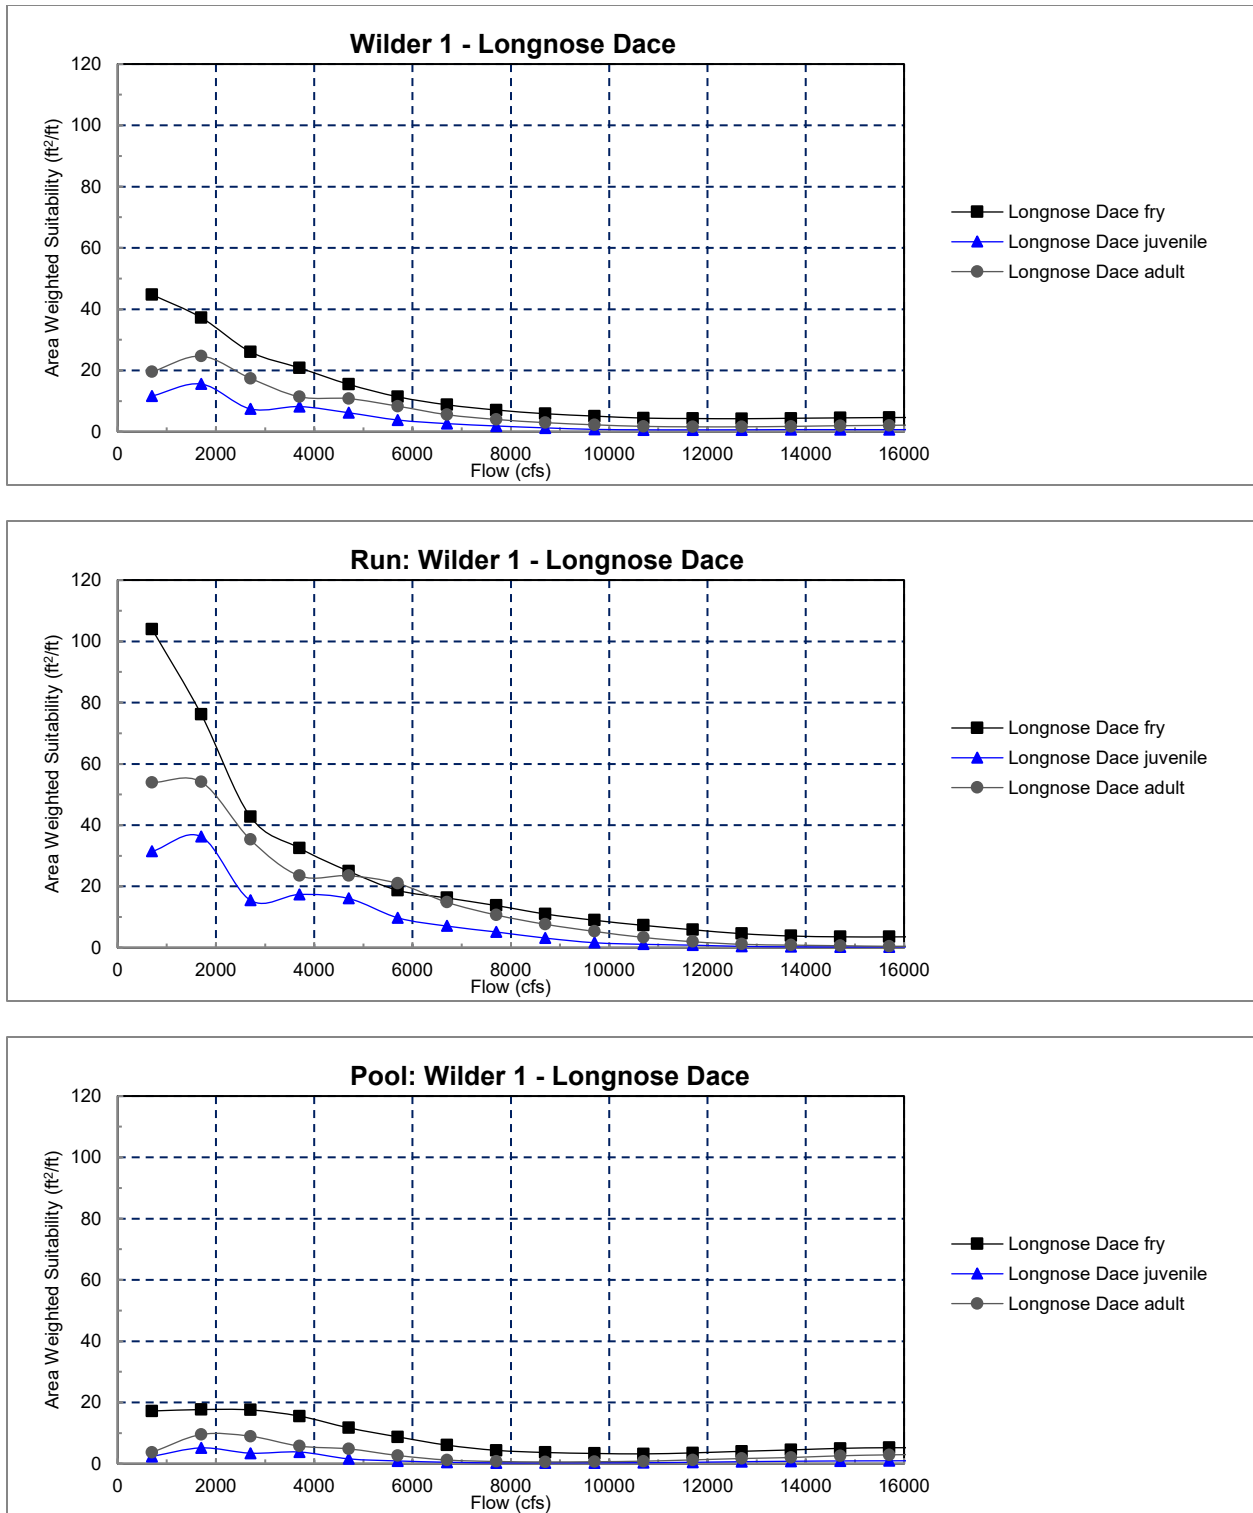 Wilder 1 - Longnose Dace
120
100
80
60
40
20
0
Area Weighted Suitability (ft²/ft)
0 2000 4000 6000 8000 10000 12000 14000 16000
Flow (cfs)
Longnose Dace fry
Longnose Dace juvenile
Longnose Dace adult
Run: Wilder 1 - Longnose Dace
120
100
80
60
40
20
0
Area Weighted Suitability (ft²/ft)
0 2000 4000 6000 8000 10000 12000 14000 16000
Flow (cfs)
Longnose Dace fry
Longnose Dace juvenile
Longnose Dace adult
Pool: Wilder 1 - Longnose Dace
120
100
80
60
40
20
0
Area Weighted Suitability (ft²/ft)
0 2000 4000 6000 8000 10000 12000 14000 16000
Flow (cfs)
Longnose Dace fry
Longnose Dace juvenile
Longnose Dace adult